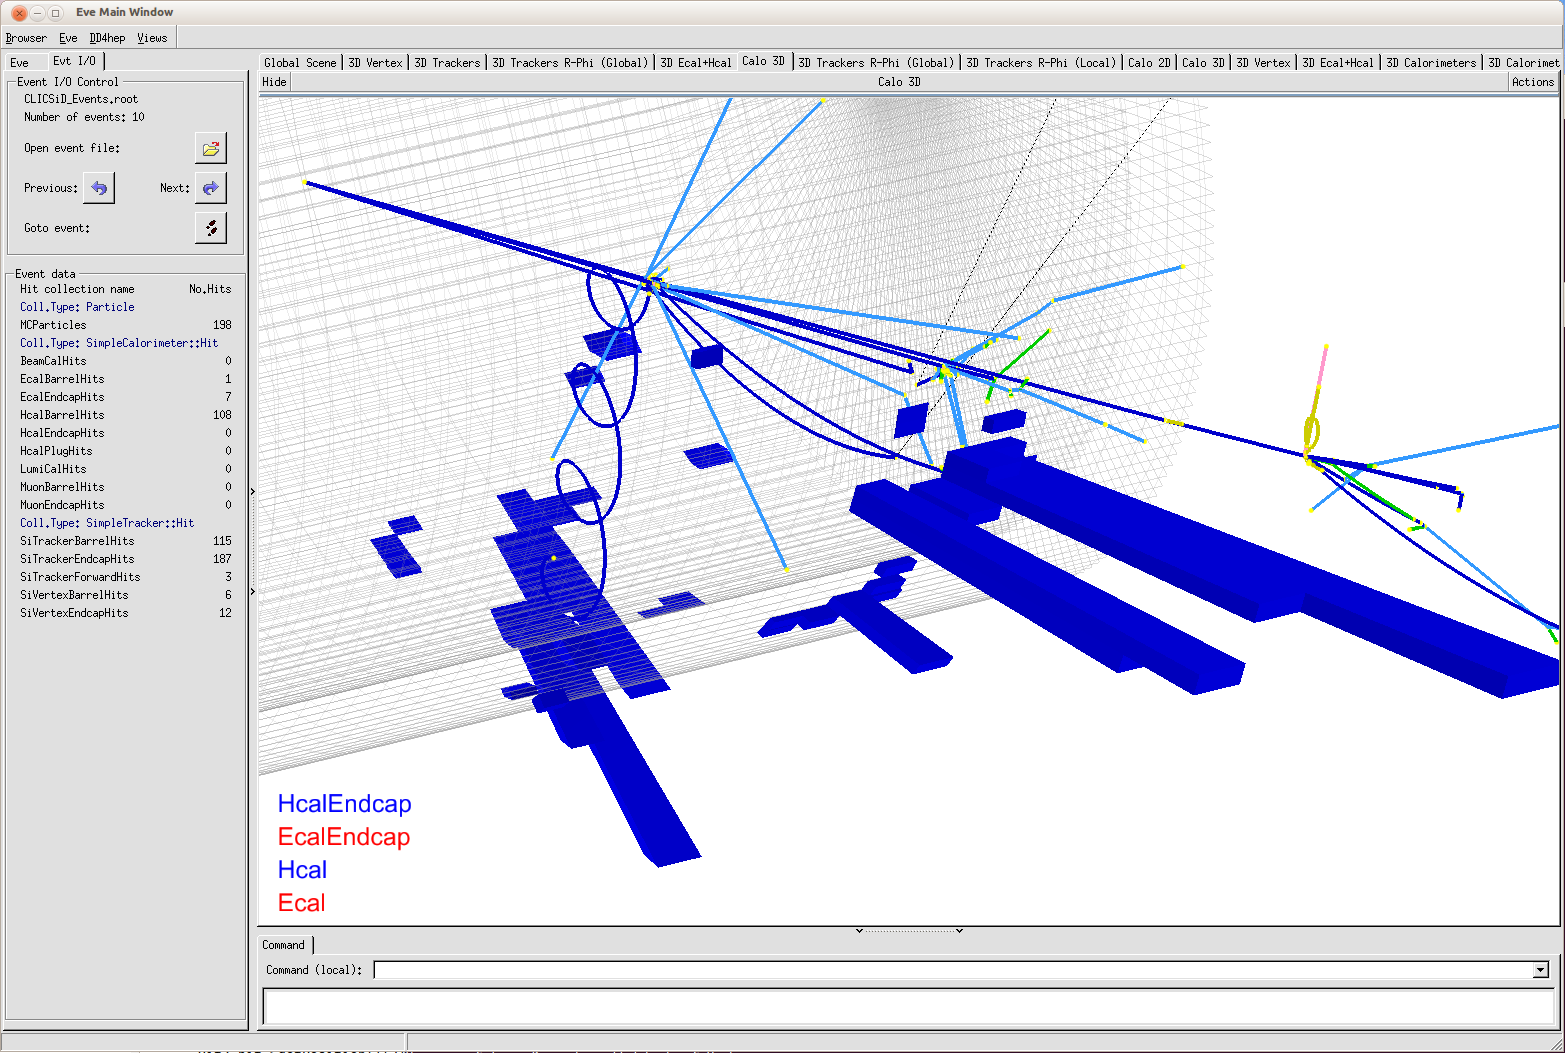 Eve Main Window
Browser Eve DD4hep Views
Eve Evt I/O
Global Scene 3D Vertex 3D Trackers 3D Trackers R-Phi (Global) 3D Ecal+Hcal Calo 3D 3D Trackers R-Phi (Global) 3D Trackers R-Phi (Local) Calo 2D Calo 3D 3D Vertex 3D Ecal+Hcal 3D Calorimeters 3D Calorimet
Hide Calo 3D Actions
Event I/O Control
CLICSiD_Events.root
Number of events: 10
Open event file:
Previous: Next:
Goto event:
Event data
Hit collection name No.Hits
Coll.Type: Particle
MCParticles 198
Coll.Type: SimpleCalorimeter::Hit
BeamCalHits 0
EcalBarrelHits 1
EcalEndcapHits 7
HcalBarrelHits 108
HcalEndcapHits 0
HcalPlugHits 0
LumiCalHits 0
MuonBarrelHits 0
MuonEndcapHits 0
Coll.Type: SimpleTracker::Hit
SiTrackerBarrelHits 115
SiTrackerEndcapHits 187
SiTrackerForwardHits 3
SiVertexBarrelHits 6
SiVertexEndcapHits 12
HcalEndcap
EcalEndcap
Hcal
Ecal
Command
Command (local):